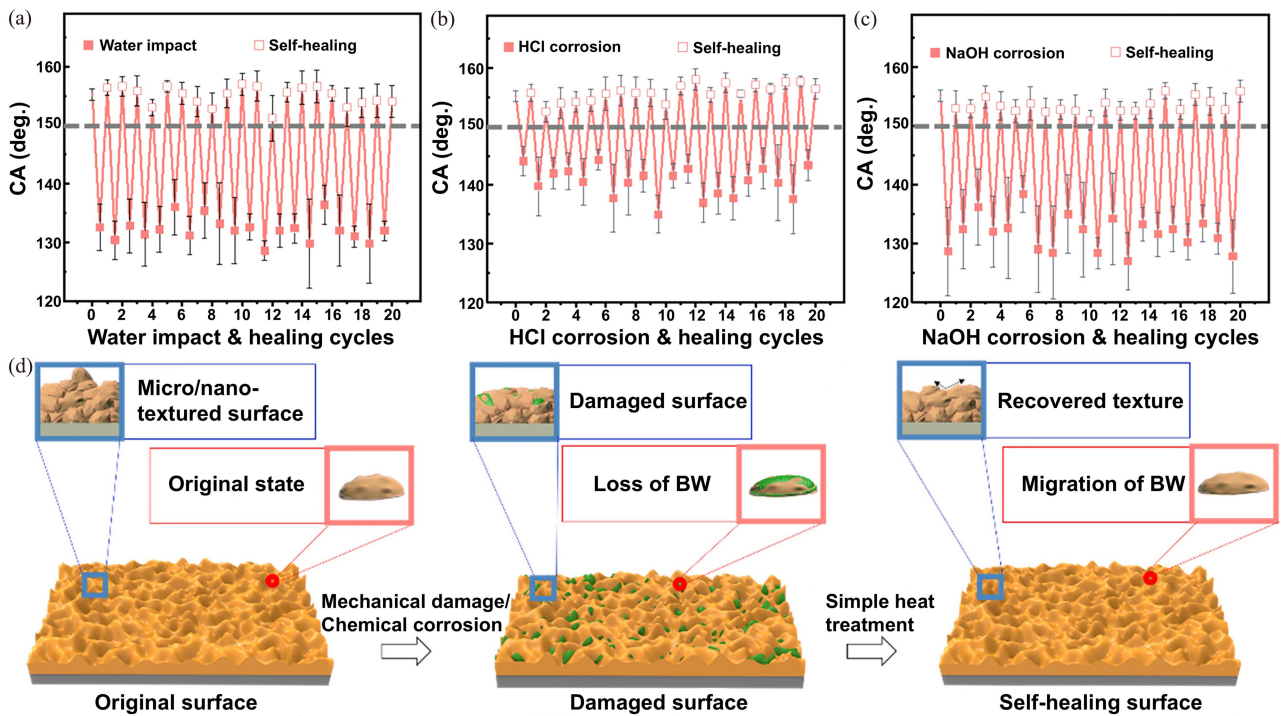 (a)
Water impact
Self-healing
160
150
140
130
120
CA (deg.)
0 2 4 6 8 10 12 14 16 18 20
Water impact & healing cycles
(b)
HCl corrosion
Self-healing
160
150
140
130
120
CA (deg.)
0 2 4 6 8 10 12 14 16 18 20
HCl corrosion & healing cycles
(c)
NaOH corrosion
Self-healing
160
150
140
130
120
CA (deg.)
0 2 4 6 8 10 12 14 16 18 20
NaOH corrosion & healing cycles
(d)
Micro/nano-
textured surface
Original state
Original surface
Mechanical damage/
Chemical corrosion
Damaged surface
Loss of BW
Damaged surface
Simple heat
treatment
Recovered texture
Migration of BW
Self-healing surface